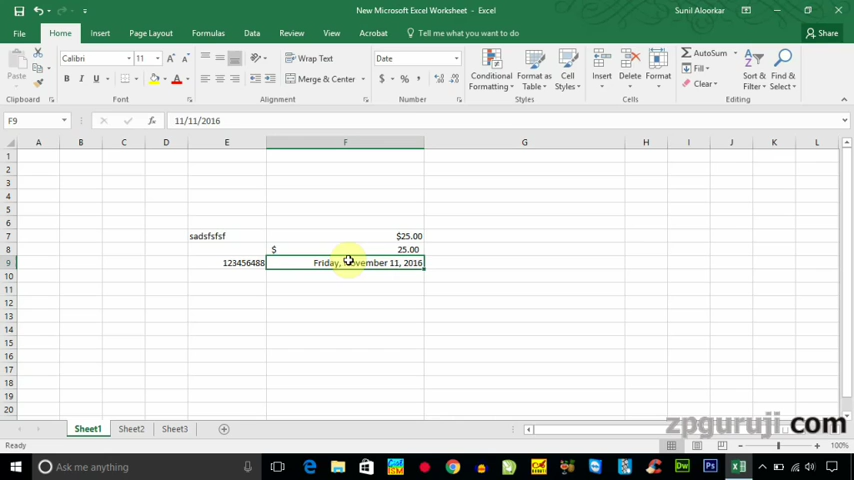 New Microsoft Excel Worksheet - Excel
Sunil Aloorkar
File Home Insert Page Layout Formulas Data Review View Acrobat Tell me what you want to do Share
Paste Calibri 11 Wrap Text Date Conditional Formatting Format as Table Cell Styles Insert Delete Format AutoSum Fill Clear Sort & Filter Find & Select
B I U A Merge & Center $ % ,
Clipboard Font Alignment Number Styles Cells Editing
F9 fx 11/11/2016
A B C D E F G H I J K L
1
2
3
4
5
6
7 sadsfsfsf $25.00
8 $ 25.00
9 123456488 Friday, November 11, 2016
10
11
12
13
14
15
16
17
18
19
20
Sheet1 Sheet2 Sheet3
zpguruji.com
Ready 100%
Ask me anything